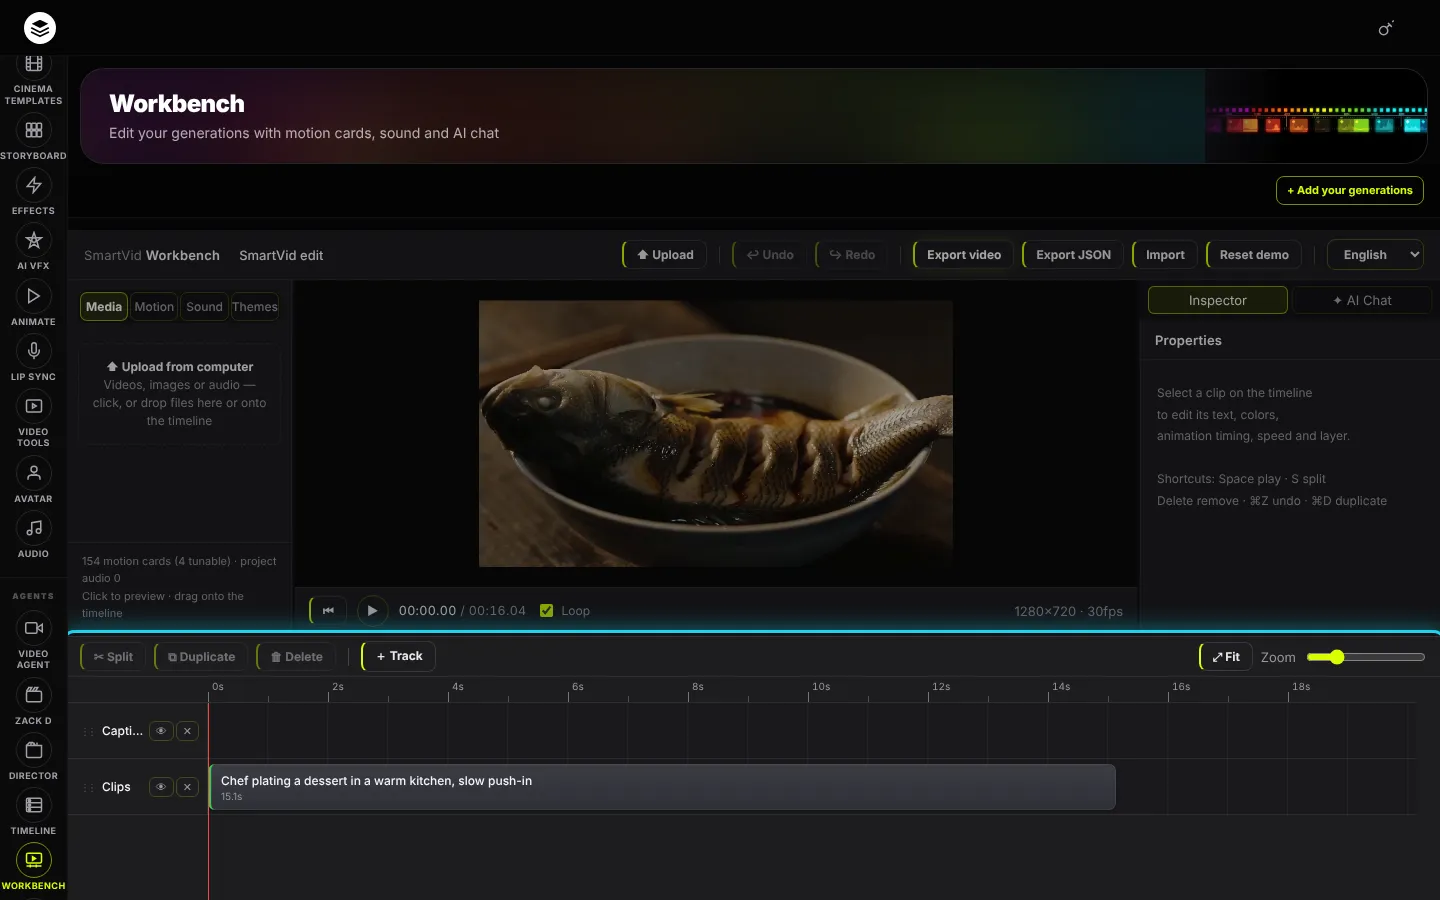 CINEMA
TEMPLATES
STORYBOARD
EFFECTS
AI VFX
ANIMATE
LIP SYNC
VIDEO
TOOLS
AVATAR
AUDIO
AGENTS
VIDEO
AGENT
ZACK D
DIRECTOR
TIMELINE
WORKBENCH
Workbench
Edit your generations with motion cards, sound and AI chat
+ Add your generations
SmartVid Workbench SmartVid edit
Upload Undo Redo Export video Export JSON Import Reset demo English
Media Motion Sound Themes
Upload from computer
Videos, images or audio —
click, or drop files here or onto
the timeline
154 motion cards (4 tunable) · project
audio 0
Click to preview · drag onto the
timeline
00:00.00 / 00:16.04 Loop 1280×720 · 30fps
Inspector ✦ AI Chat
Properties
Select a clip on the timeline
to edit its text, colors,
animation timing, speed and layer.
Shortcuts: Space play · S split
Delete remove · ⌘Z undo · ⌘D duplicate
Split Duplicate Delete + Track Fit Zoom
0s 2s 4s 6s 8s 10s 12s 14s 16s 18s
Capti...
Clips
Chef plating a dessert in a warm kitchen, slow push-in
15.1s